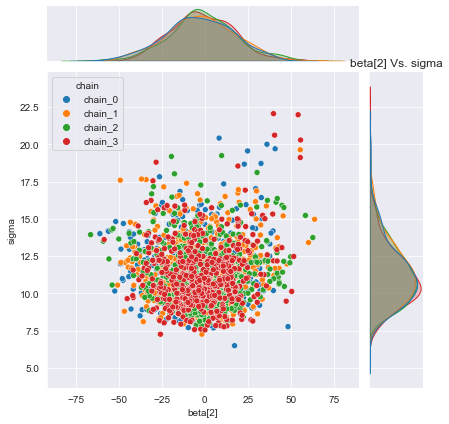 beta[2] Vs. sigma
chain
chain_0
chain_1
chain_2
chain_3
22.5
20.0
17.5
15.0
12.5
10.0
7.5
5.0
sigma
−75 −50 −25 0 25 50 75
beta[2]